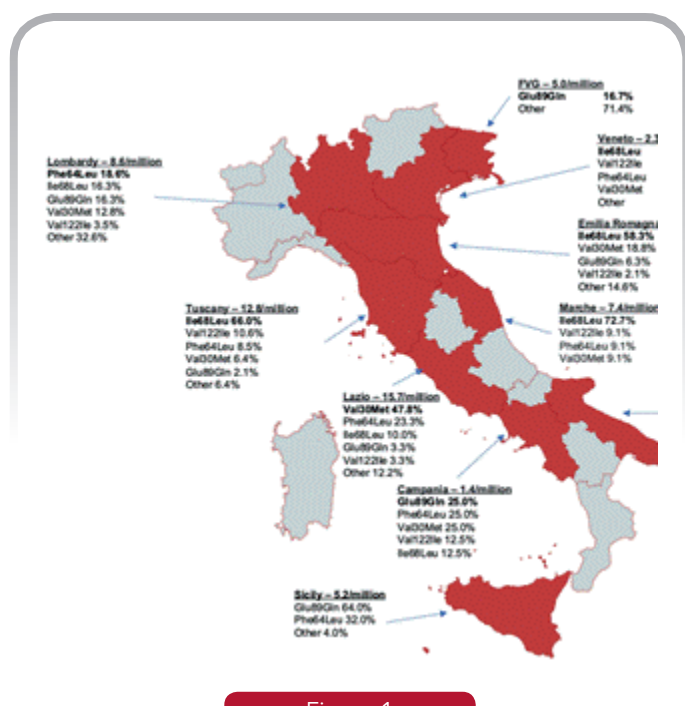 FVG – 5.0/million
Glu89Gln 16.7%
Other 71.4%
Veneto – 2.
Ile68Leu
Val122Ile
Phe64Leu
Val30Met
Other
Lombardy – 8.6/million
Phe64Leu 18.6%
Ile68Leu 16.3%
Glu89Gln 16.3%
Val30Met 12.8%
Val122Ile 3.5%
Other 32.6%
Emilia Romagna
Ile68Leu 58.3%
Val30Met 18.8%
Glu89Gln 6.3%
Val122Ile 2.1%
Other 14.6%
Tuscany – 12.8/million
Ile68Leu 66.0%
Val122Ile 10.6%
Phe64Leu 8.5%
Val30Met 6.4%
Glu89Gln 2.1%
Other 6.4%
Marche – 7.4/million
Ile68Leu 72.7%
Val122Ile 9.1%
Phe64Leu 9.1%
Val30Met 9.1%
Lazio – 15.7/million
Val30Met 47.8%
Phe64Leu 23.3%
Ile68Leu 10.0%
Glu89Gln 3.3%
Val122Ile 3.3%
Other 12.2%
Campania – 1.4/million
Glu89Gln 25.0%
Phe64Leu 25.0%
Val30Met 25.0%
Val122Ile 12.5%
Ile68Leu 12.5%
Sicily – 5.2/million
Glu89Gln 64.0%
Phe64Leu 32.0%
Other 4.0%
Figure 1